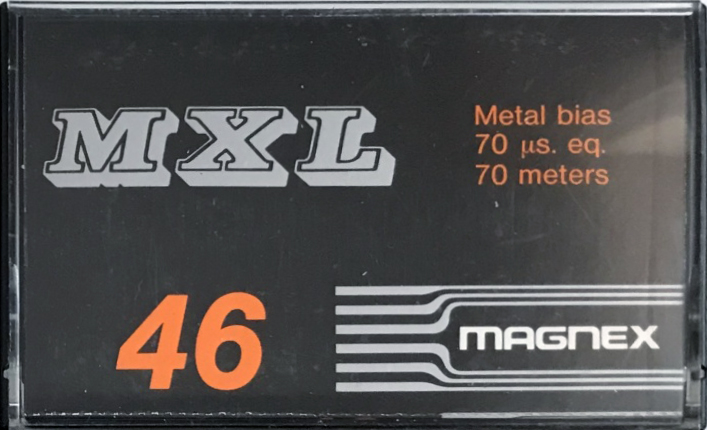 MXL
Metal bias
70 µs. eq.
70 meters
46
MAGNEX